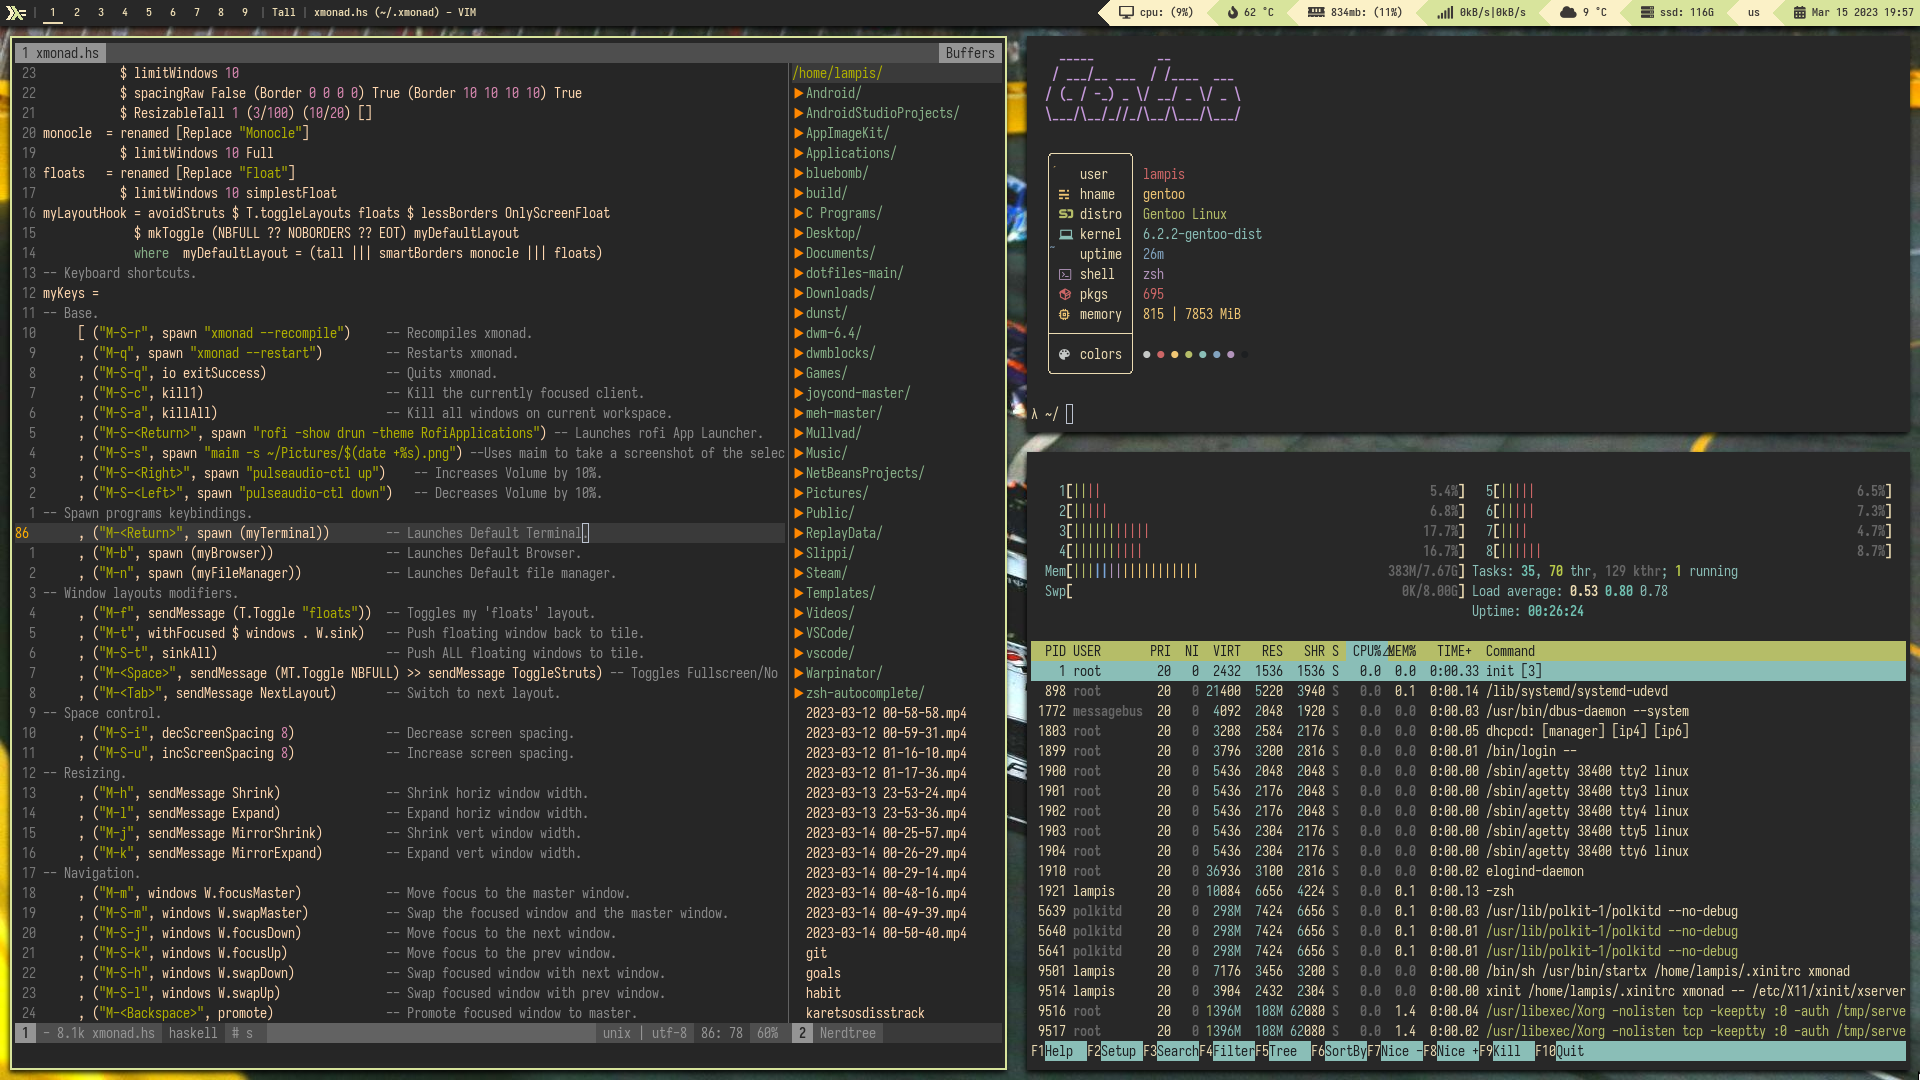 1 2 3 4 5 6 7 8 9 | Tall | xmonad.hs (~/.xmonad) - VIM
cpu: (9%) 62 °C 834mb: (11%) 0kB/s|0kB/s 9 °C ssd: 116G us Mar 15 2023 19:57
1 xmonad.hs Buffers
23 $ limitWindows 10
22 $ spacingRaw False (Border 0 0 0 0) True (Border 10 10 10 10) True
21 $ ResizableTall 1 (3/100) (10/20) []
20 monocle = renamed [Replace "Monocle"]
19 $ limitWindows 10 Full
18 floats = renamed [Replace "Float"]
17 $ limitWindows 10 simplestFloat
16 myLayoutHook = avoidStruts $ T.toggleLayouts floats $ lessBorders OnlyScreenFloat
15 $ mkToggle (NBFULL ?? NOBORDERS ?? EOT) myDefaultLayout
14 where myDefaultLayout = (tall ||| smartBorders monocle ||| floats)
13 -- Keyboard shortcuts.
12 myKeys =
11 -- Base.
10 [ ("M-S-r", spawn "xmonad --recompile") -- Recompiles xmonad.
9 , ("M-q", spawn "xmonad --restart") -- Restarts xmonad.
8 , ("M-S-q", io exitSuccess) -- Quits xmonad.
7 , ("M-S-c", kill1) -- Kill the currently focused client.
6 , ("M-S-a", killAll) -- Kill all windows on current workspace.
5 , ("M-S-<Return>", spawn "rofi -show drun -theme RofiApplications") -- Launches rofi App Launcher.
4 , ("M-S-s", spawn "maim -s ~/Pictures/$(date +%s).png") --Uses maim to take a screenshot of the selec
3 , ("M-S-<Right>", spawn "pulseaudio-ctl up") -- Increases Volume by 10%.
2 , ("M-S-<Left>", spawn "pulseaudio-ctl down") -- Decreases Volume by 10%.
1 -- Spawn programs keybindings.
86 , ("M-<Return>", spawn (myTerminal)) -- Launches Default Terminal.
1 , ("M-b", spawn (myBrowser)) -- Launches Default Browser.
2 , ("M-n", spawn (myFileManager)) -- Launches Default file manager.
3 -- Window layouts modifiers.
4 , ("M-f", sendMessage (T.Toggle "floats")) -- Toggles my 'floats' layout.
5 , ("M-t", withFocused $ windows . W.sink) -- Push floating window back to tile.
6 , ("M-S-t", sinkAll) -- Push ALL floating windows to tile.
7 , ("M-<Space>", sendMessage (MT.Toggle NBFULL) >> sendMessage ToggleStruts) -- Toggles Fullscreen/No
8 , ("M-<Tab>", sendMessage NextLayout) -- Switch to next layout.
9 -- Space control.
10 , ("M-S-i", decScreenSpacing 8) -- Decrease screen spacing.
11 , ("M-S-u", incScreenSpacing 8) -- Increase screen spacing.
12 -- Resizing.
13 , ("M-h", sendMessage Shrink) -- Shrink horiz window width.
14 , ("M-l", sendMessage Expand) -- Expand horiz window width.
15 , ("M-j", sendMessage MirrorShrink) -- Shrink vert window width.
16 , ("M-k", sendMessage MirrorExpand) -- Expand vert window width.
17 -- Navigation.
18 , ("M-m", windows W.focusMaster) -- Move focus to the master window.
19 , ("M-S-m", windows W.swapMaster) -- Swap the focused window and the master window.
20 , ("M-S-j", windows W.focusDown) -- Move focus to the next window.
21 , ("M-S-k", windows W.focusUp) -- Move focus to the prev window.
22 , ("M-S-h", windows W.swapDown) -- Swap focused window with next window.
23 , ("M-S-l", windows W.swapUp) -- Swap focused window with prev window.
24 , ("M-<Backspace>", promote) -- Promote focused window to master.
1 - 8.1k xmonad.hs haskell # s unix | utf-8 86: 78 60%
/home/lampis/
▶Android/
▶AndroidStudioProjects/
▶AppImageKit/
▶Applications/
▶bluebomb/
▶build/
▶C Programs/
▶Desktop/
▶Documents/
▶dotfiles-main/
▶Downloads/
▶dunst/
▶dwm-6.4/
▶dwmblocks/
▶Games/
▶joycond-master/
▶meh-master/
▶Mullvad/
▶Music/
▶NetBeansProjects/
▶Pictures/
▶Public/
▶ReplayData/
▶Slippi/
▶Steam/
▶Templates/
▶Videos/
▶VSCode/
▶vscode/
▶Warpinator/
▶zsh-autocomplete/
2023-03-12 00-58-58.mp4
2023-03-12 00-59-31.mp4
2023-03-12 01-16-10.mp4
2023-03-12 01-17-36.mp4
2023-03-13 23-53-24.mp4
2023-03-13 23-53-36.mp4
2023-03-14 00-25-57.mp4
2023-03-14 00-26-29.mp4
2023-03-14 00-29-14.mp4
2023-03-14 00-48-16.mp4
2023-03-14 00-49-39.mp4
2023-03-14 00-50-40.mp4
git
goals
habit
karetsosdisstrack
2 Nerdtree
Gentoo
user lampis
hname gentoo
distro Gentoo Linux
kernel 6.2.2-gentoo-dist
uptime 26m
shell zsh
pkgs 695
memory 815 | 7853 MiB
colors
λ ~/
1[|||| 5.4%] 5[||||| 6.5%]
2[||||| 6.8%] 6[||||| 7.3%]
3[||||||||||| 17.7%] 7[|||| 4.7%]
4[|||||||||| 16.7%] 8[|||||| 8.7%]
Mem[|||||||||||||||||| 383M/7.67G] Tasks: 35, 70 thr, 129 kthr; 1 running
Swp[ 0K/8.00G] Load average: 0.53 0.80 0.78
Uptime: 00:26:24
PID USER PRI NI VIRT RES SHR S CPU%△MEM% TIME+ Command
1 root 20 0 2432 1536 1536 S 0.0 0.0 0:00.33 init [3]
898 root 20 0 21400 5220 3940 S 0.0 0.1 0:00.14 /lib/systemd/systemd-udevd
1772 messagebus 20 0 4092 2048 1920 S 0.0 0.0 0:00.03 /usr/bin/dbus-daemon --system
1803 root 20 0 3208 2584 2176 S 0.0 0.0 0:00.05 dhcpcd: [manager] [ip4] [ip6]
1899 root 20 0 3796 3200 2816 S 0.0 0.0 0:00.01 /bin/login --
1900 root 20 0 5436 2048 2048 S 0.0 0.0 0:00.00 /sbin/agetty 38400 tty2 linux
1901 root 20 0 5436 2176 2048 S 0.0 0.0 0:00.00 /sbin/agetty 38400 tty3 linux
1902 root 20 0 5436 2176 2048 S 0.0 0.0 0:00.00 /sbin/agetty 38400 tty4 linux
1903 root 20 0 5436 2304 2176 S 0.0 0.0 0:00.00 /sbin/agetty 38400 tty5 linux
1904 root 20 0 5436 2304 2176 S 0.0 0.0 0:00.00 /sbin/agetty 38400 tty6 linux
1910 root 20 0 36936 3100 2816 S 0.0 0.0 0:00.02 elogind-daemon
1921 lampis 20 0 10084 6656 4224 S 0.0 0.1 0:00.13 -zsh
5639 polkitd 20 0 298M 7424 6656 S 0.0 0.1 0:00.03 /usr/lib/polkit-1/polkitd --no-debug
5640 polkitd 20 0 298M 7424 6656 S 0.0 0.1 0:00.01 /usr/lib/polkit-1/polkitd --no-debug
5641 polkitd 20 0 298M 7424 6656 S 0.0 0.1 0:00.01 /usr/lib/polkit-1/polkitd --no-debug
9501 lampis 20 0 7176 3456 3200 S 0.0 0.0 0:00.00 /bin/sh /usr/bin/startx /home/lampis/.xinitrc xmonad
9514 lampis 20 0 3904 2432 2304 S 0.0 0.0 0:00.00 xinit /home/lampis/.xinitrc xmonad -- /etc/X11/xinit/xserver
9516 root 20 0 1396M 108M 62080 S 0.0 1.4 0:00.04 /usr/libexec/Xorg -nolisten tcp -keeptty :0 -auth /tmp/serve
9517 root 20 0 1396M 108M 62080 S 0.0 1.4 0:00.02 /usr/libexec/Xorg -nolisten tcp -keeptty :0 -auth /tmp/serve
F1Help F2Setup F3SearchF4FilterF5Tree F6SortByF7Nice -F8Nice +F9Kill F10Quit